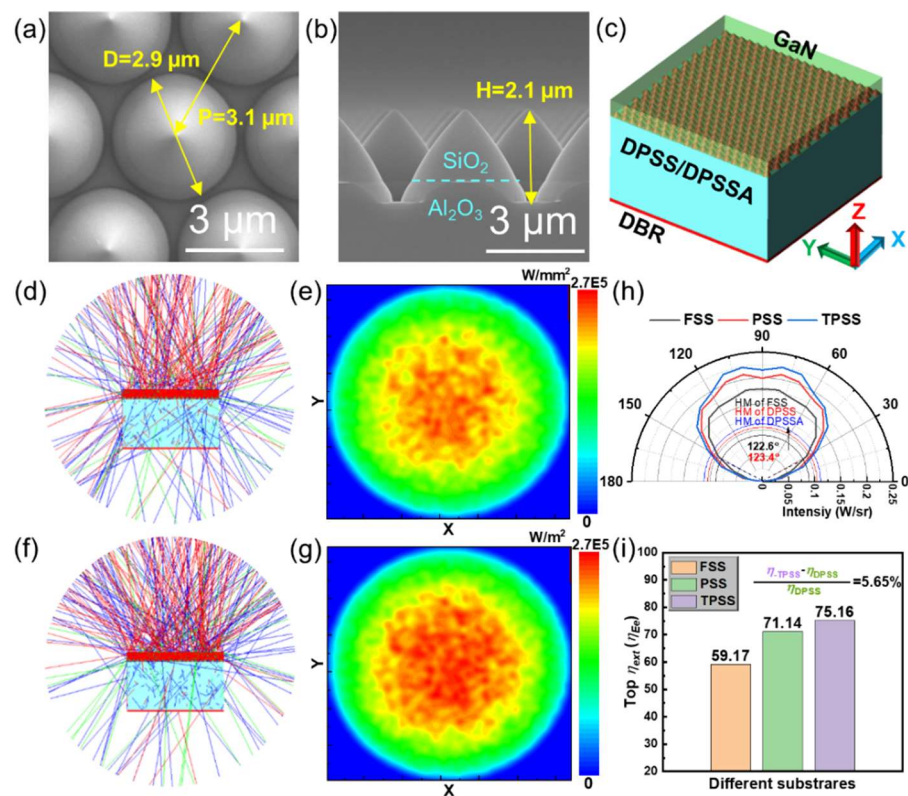 (a)
D=2.9 μm
P=3.1 μm
3 μm
(b)
H=2.1 μm
SiO2
Al2O3
3 μm
(c)
GaN
DPSS/DPSSA
DBR
Z
Y
X
(d)
(e)
W/mm²
2.7E5
0
Y
X
(h)
FSS PSS TPSS
90
120 60
150 30
180 0
HM of FSS
HM of DPSS
HM of DPSSA
122.6°
123.4°
0 0.05 0.1 0.15 0.2 0.25
Intensiy (W/sr)
(f)
(g)
W/m²
2.7E5
0
Y
X
(i)
100
90
80
70
60
50
40
30
20
Top ηext (ηEe)
FSS
PSS
TPSS
η-TPSS-ηDPSS
ηDPSS
=5.65%
59.17
71.14
75.16
Different substrares